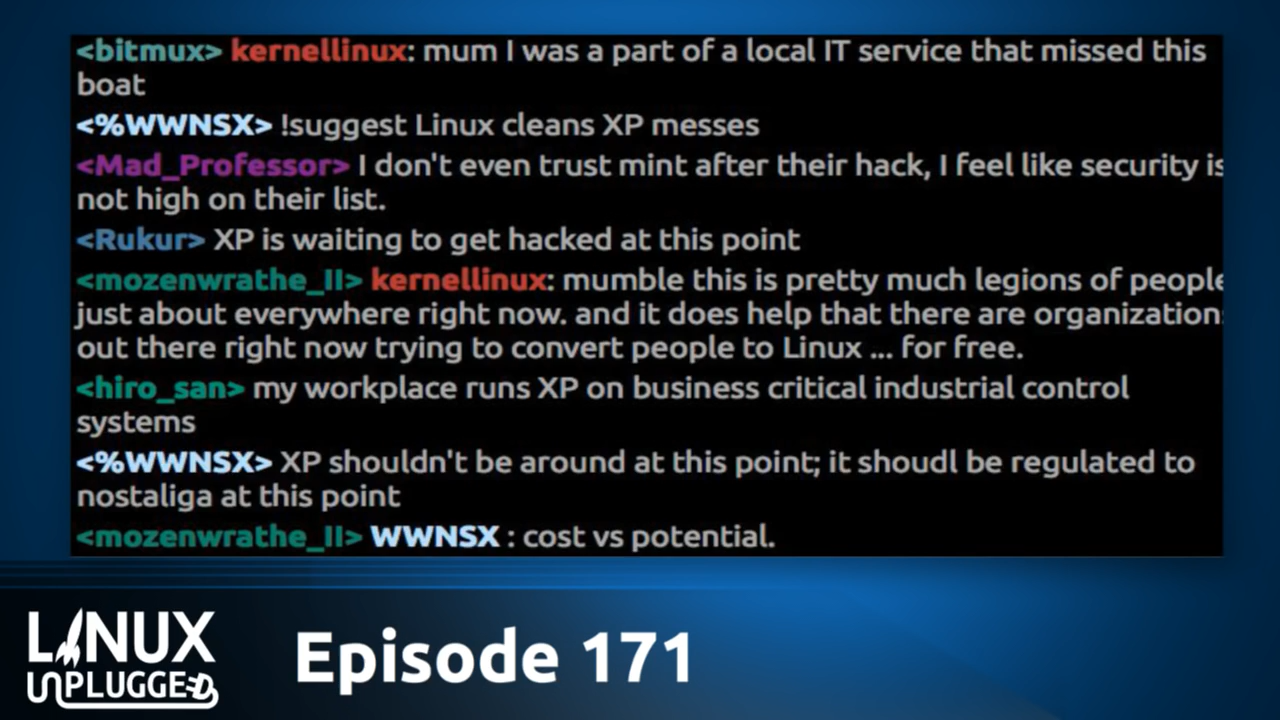 <bitmux> kernellinux: mum I was a part of a local IT service that missed this
boat
<%WWNSX> !suggest Linux cleans XP messes
<Mad_Professor> I don't even trust mint after their hack, I feel like security is
not high on their list.
<Rukur> XP is waiting to get hacked at this point
<mozenwrathe_II> kernellinux: mumble this is pretty much legions of people
just about everywhere right now. and it does help that there are organization
out there right now trying to convert people to Linux ... for free.
<hiro_san> my workplace runs XP on business critical industrial control
systems
<%WWNSX> XP shouldn't be around at this point; it shoudl be regulated to
nostaliga at this point
<mozenwrathe_II> WWNSX : cost vs potential.
LINUX
UNPLUGGED
Episode 171